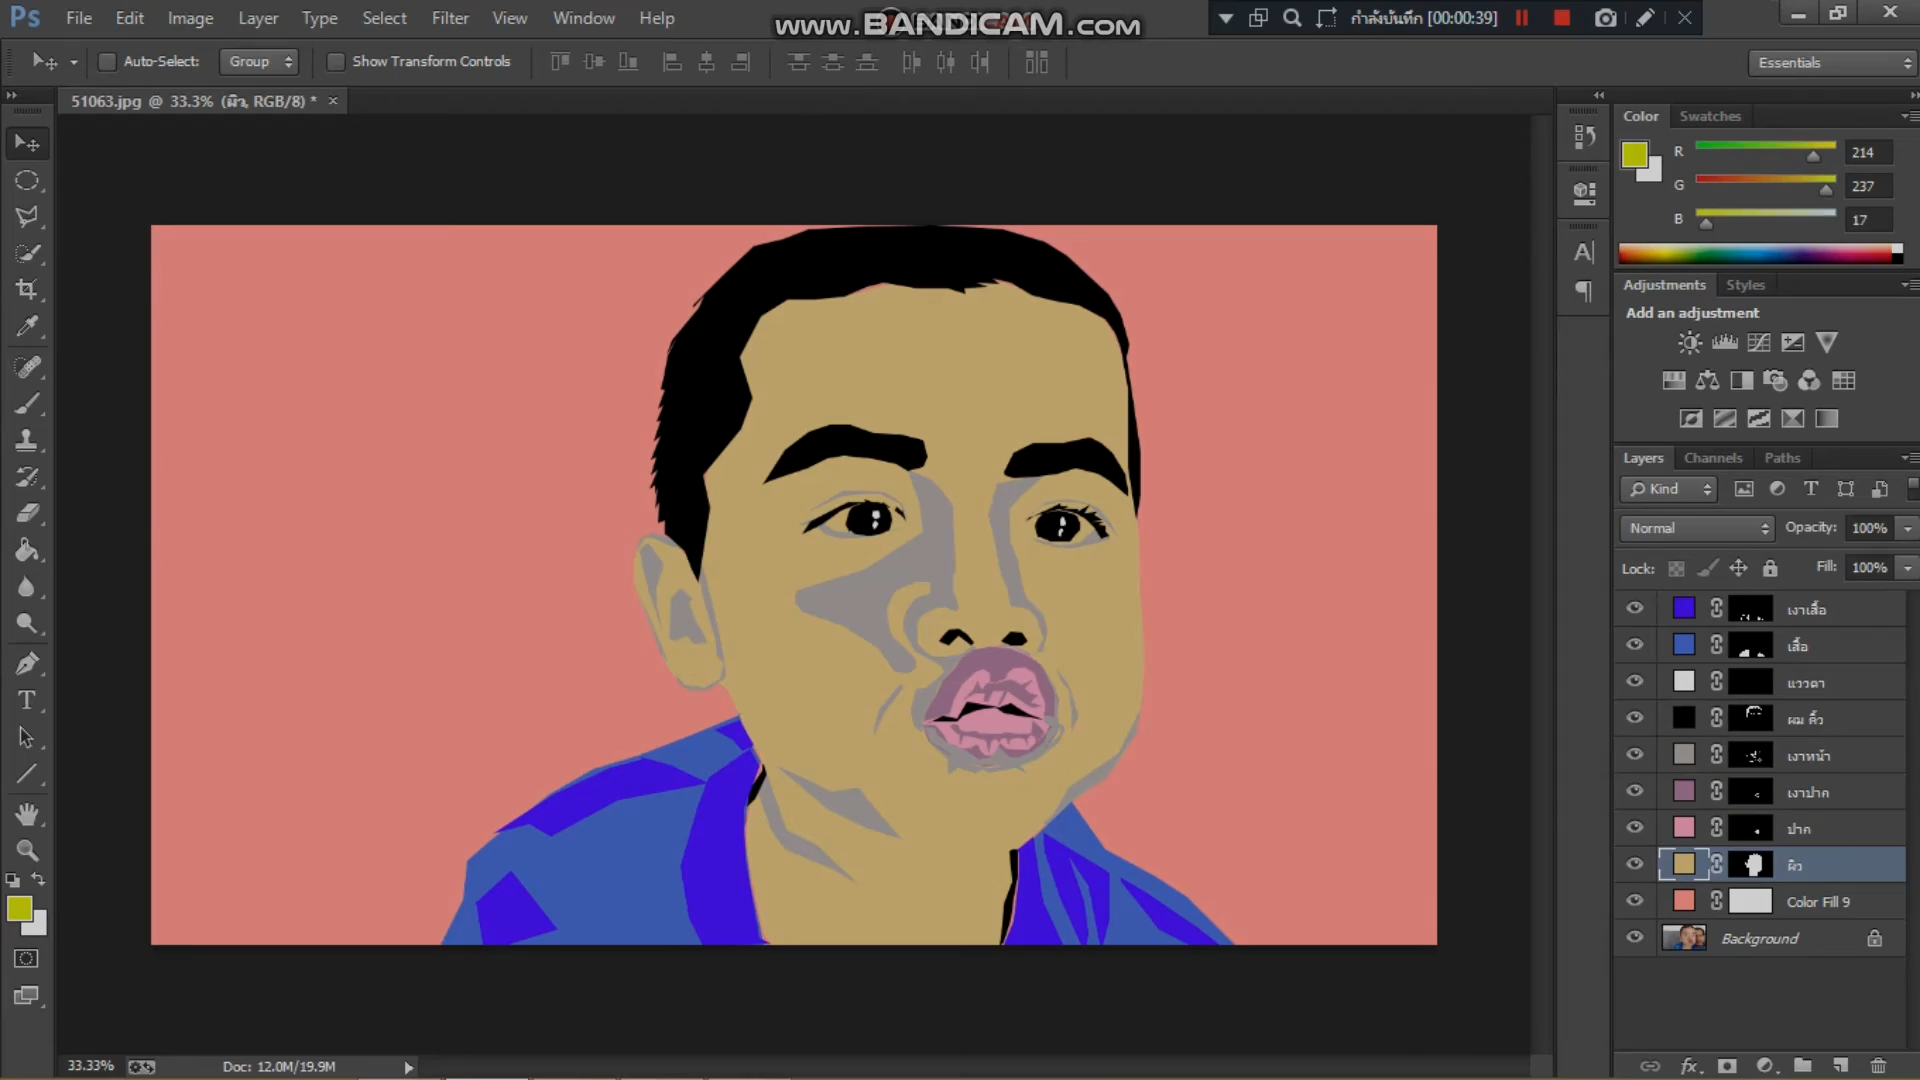 Ps File Edit Image Layer Type Select Filter View Window Help
www.BANDICAM.com
กำลังบันทึก [00:00:39]
Auto-Select: Group Show Transform Controls
Essentials
51063.jpg @ 33.3% (ผิว, RGB/8) *
Color Swatches
R 214
G 237
B 17
Adjustments Styles
Add an adjustment
Layers Channels Paths
Kind
Normal Opacity: 100%
Lock: Fill: 100%
เงาเสื้อ
เสื้อ
แววตา
ผม คิ้ว
เงาหน้า
เงาปาก
ปาก
ผิว
Color Fill 9
Background
33.33% Doc: 12.0M/19.9M